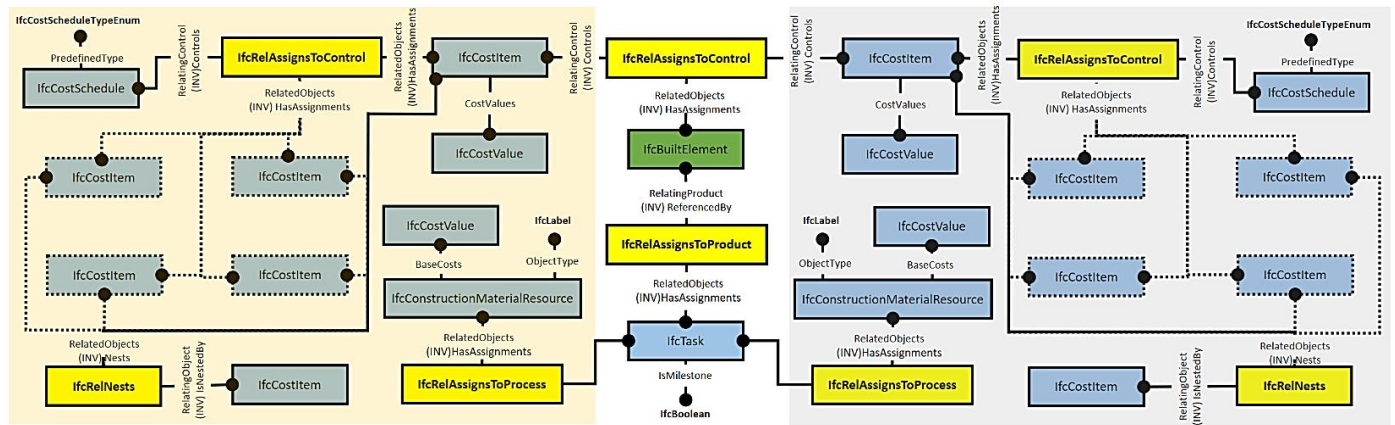 IfcCostScheduleTypeEnum
PredefinedType
IfcCostSchedule
RelatingControl
(INV)Controls
IfcRelAssignsToControl
RelatedObjects
(INV)HasAssignments
IfcCostItem
RelatingControl
(INV) Controls
IfcRelAssignsToControl
RelatingControl
(INV) Controls
IfcCostItem
RelatedObjects
(INV)HasAssignments
IfcRelAssignsToControl
RelatingControl
(INV)Controls
IfcCostScheduleTypeEnum
PredefinedType
IfcCostSchedule
RelatedObjects
(INV) HasAssignments
CostValues
IfcCostValue
RelatedObjects
(INV) HasAssignments
IfcBuiltElement
CostValues
IfcCostValue
RelatedObjects
(INV) HasAssignments
IfcCostItem
IfcCostItem
IfcCostItem
IfcCostItem
RelatingProduct
(INV) ReferencedBy
IfcCostValue
IfcLabel
IfcRelAssignsToProduct
IfcLabel
IfcCostValue
BaseCosts
ObjectType
ObjectType
BaseCosts
IfcCostItem
IfcCostItem
IfcConstructionMaterialResource
RelatedObjects
(INV)HasAssignments
IfcConstructionMaterialResource
IfcCostItem
IfcCostItem
RelatedObjects
(INV) Nests
IfcRelNests
RelatingObject
(INV) IsNestedBy
IfcCostItem
RelatedObjects
(INV)HasAssignments
IfcRelAssignsToProcess
IfcTask
IsMilestone
IfcBoolean
RelatedObjects
(INV)HasAssignments
IfcRelAssignsToProcess
IfcCostItem
RelatingObject
(INV) IsNestedBy
RelatedObjects
(INV) Nests
IfcRelNests